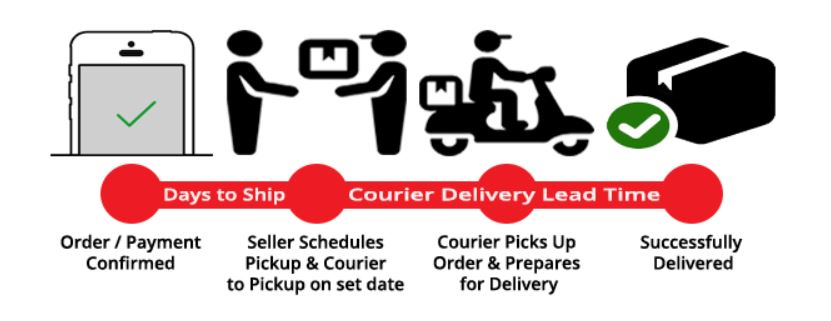 Days to Ship
Courier Delivery Lead Time
Order / Payment
Confirmed
Seller Schedules
Pickup & Courier
to Pickup on set date
Courier Picks Up
Order & Prepares
for Delivery
Successfully
Delivered